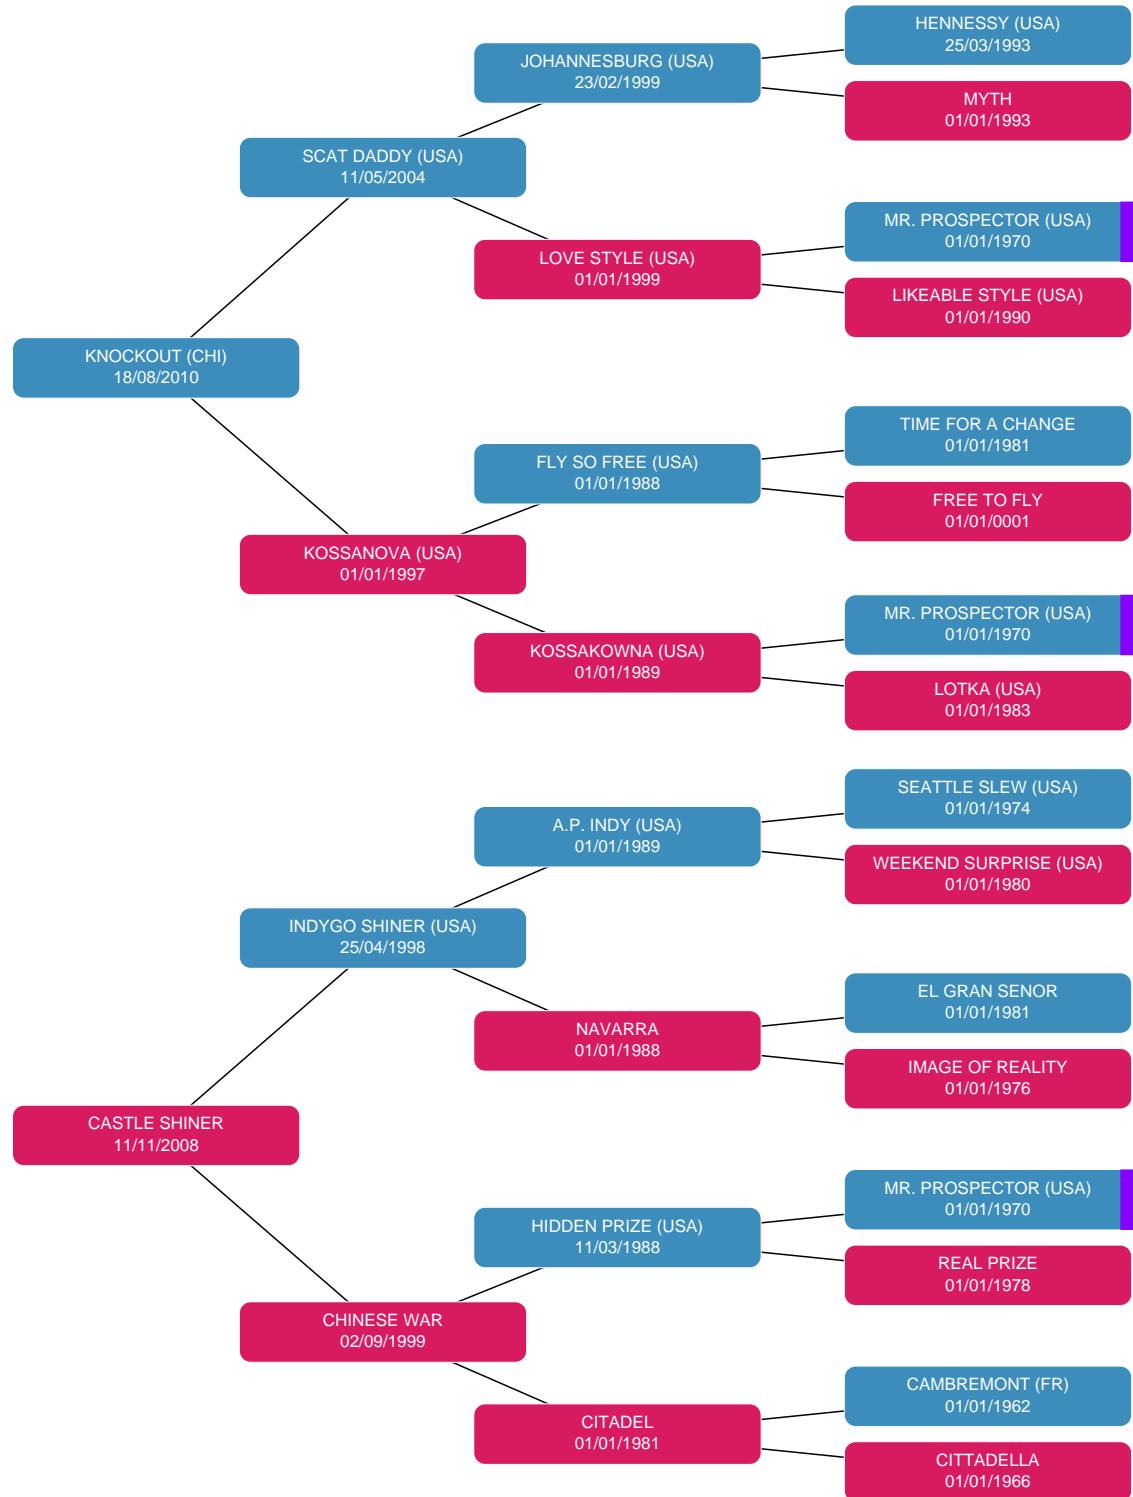 HENNESSY (USA)
25/03/1993
JOHANNESBURG (USA)
23/02/1999
MYTH
01/01/1993
SCAT DADDY (USA)
11/05/2004
MR. PROSPECTOR (USA)
01/01/1970
LOVE STYLE (USA)
01/01/1999
LIKEABLE STYLE (USA)
01/01/1990
KNOCKOUT (CHI)
18/08/2010
TIME FOR A CHANGE
01/01/1981
FLY SO FREE (USA)
01/01/1988
FREE TO FLY
01/01/0001
KOSSANOVA (USA)
01/01/1997
MR. PROSPECTOR (USA)
01/01/1970
KOSSAKOWNA (USA)
01/01/1989
LOTKA (USA)
01/01/1983
SEATTLE SLEW (USA)
01/01/1974
A.P. INDY (USA)
01/01/1989
WEEKEND SURPRISE (USA)
01/01/1980
INDYGO SHINER (USA)
25/04/1998
EL GRAN SENOR
01/01/1981
NAVARRA
01/01/1988
IMAGE OF REALITY
01/01/1976
CASTLE SHINER
11/11/2008
MR. PROSPECTOR (USA)
01/01/1970
HIDDEN PRIZE (USA)
11/03/1988
REAL PRIZE
01/01/1978
CHINESE WAR
02/09/1999
CAMBREMONT (FR)
01/01/1962
CITADEL
01/01/1981
CITTADELLA
01/01/1966